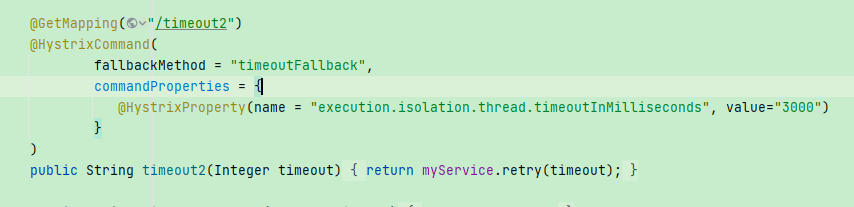 @GetMapping("/timeout2")
@HystrixCommand(
fallbackMethod = "timeoutFallback",
commandProperties = {
@HystrixProperty(name = "execution.isolation.thread.timeoutInMilliseconds", value="3000")
}
)
public String timeout2(Integer timeout) { return myService.retry(timeout); }